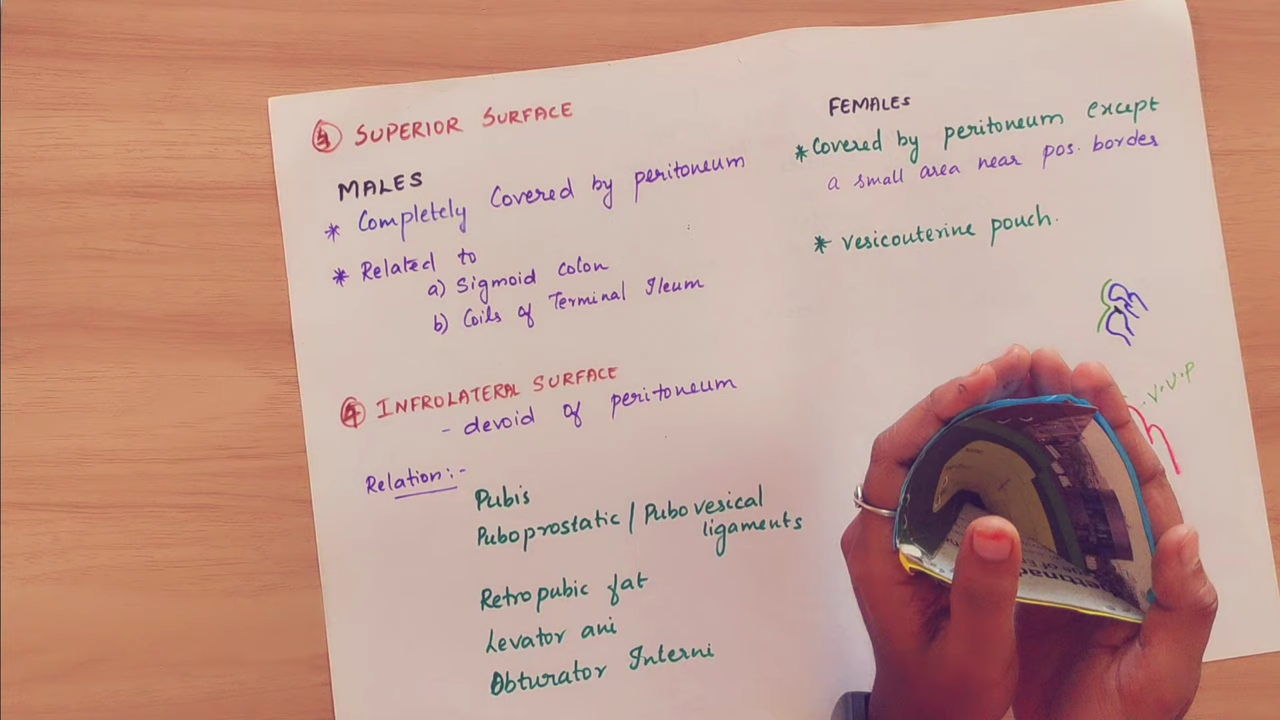 ④ SUPERIOR SURFACE
MALES
* Completely Covered by peritoneum
* Related to
a) Sigmoid colon
b) Coils of Terminal Ileum
FEMALES
* Covered by peritoneum except
a small area near pos. border
* vesicouterine pouch.
④ INFROLATERAL SURFACE
- devoid of peritoneum
Relation:-
Pubis
Puboprostatic / Pubovesical
ligaments
Retropubic fat
Levator ani
Obturator Interni
V.U.P